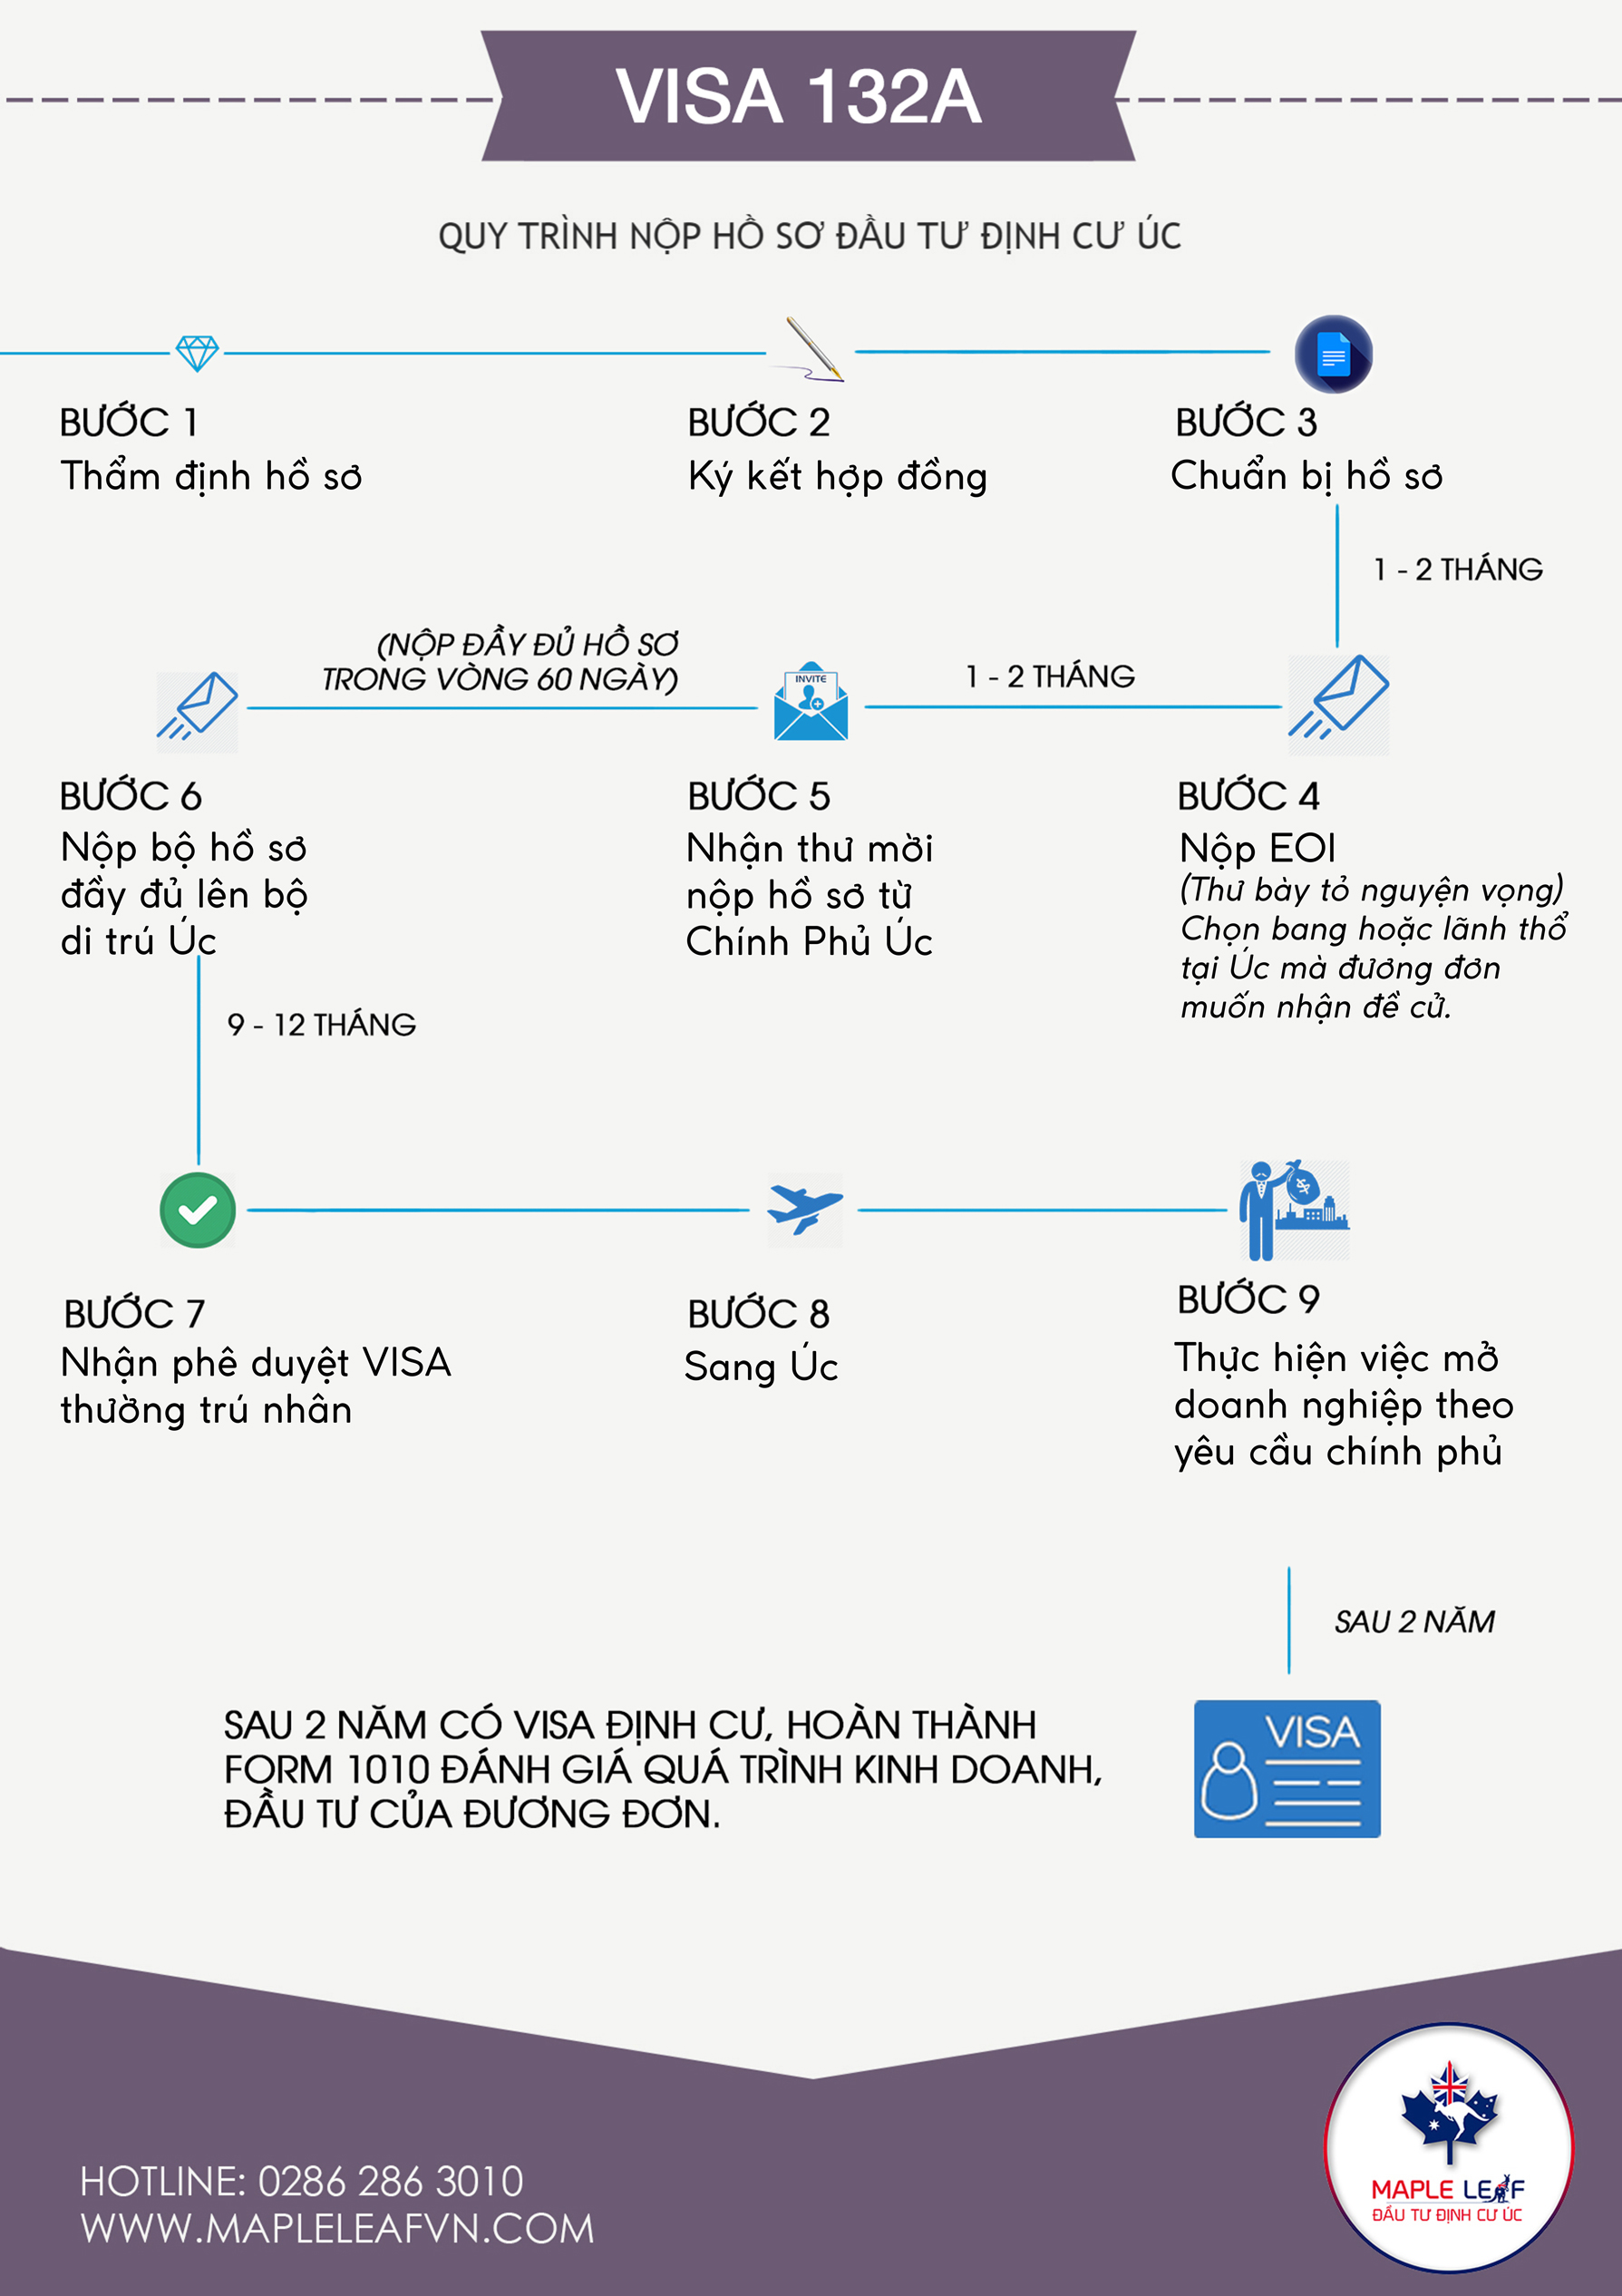 VISA 132A
QUY TRÌNH NỘP HỒ SƠ ĐẦU TƯ ĐỊNH CƯ ÚC
BƯỚC 1
Thẩm định hồ sơ
BƯỚC 2
Ký kết hợp đồng
BƯỚC 3
Chuẩn bị hồ sơ
1 - 2 THÁNG
BƯỚC 4
Nộp EOI
(Thư bày tỏ nguyện vọng)
Chọn bang hoặc lãnh thổ
tại Úc mà đương đơn
muốn nhận đề cử.
1 - 2 THÁNG
INVITE
BƯỚC 5
Nhận thư mời
nộp hồ sơ từ
Chính Phủ Úc
(NỘP ĐẦY ĐỦ HỒ SƠ
TRONG VÒNG 60 NGÀY)
BƯỚC 6
Nộp bộ hồ sơ
đầy đủ lên bộ
di trú Úc
9 - 12 THÁNG
BƯỚC 7
Nhận phê duyệt VISA
thường trú nhân
BƯỚC 8
Sang Úc
$
BƯỚC 9
Thực hiện việc mở
doanh nghiệp theo
yêu cầu chính phủ
SAU 2 NĂM
VISA
SAU 2 NĂM CÓ VISA ĐỊNH CƯ, HOÀN THÀNH
FORM 1010 ĐÁNH GIÁ QUÁ TRÌNH KINH DOANH,
ĐẦU TƯ CỦA ĐƯƠNG ĐƠN.
HOTLINE: 0286 286 3010
WWW.MAPLELEAFVN.COM
MAPLE LEAF
ĐẦU TƯ ĐỊNH CƯ ÚC